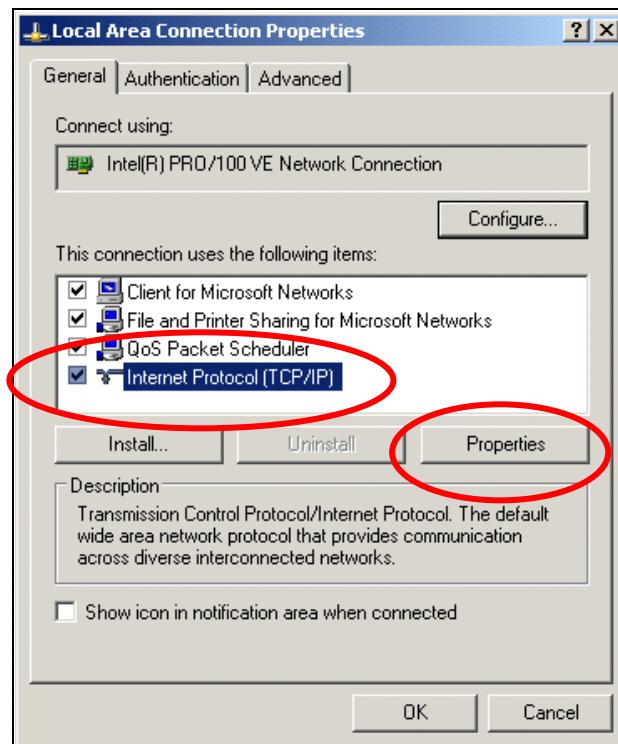 Local Area Connection Properties
General Authentication Advanced
Connect using:
Intel(R) PRO/100 VE Network Connection
Configure...
This connection uses the following items:
Client for Microsoft Networks
File and Printer Sharing for Microsoft Networks
QoS Packet Scheduler
Internet Protocol (TCP/IP)
Install... Uninstall Properties
Description
Transmission Control Protocol/Internet Protocol. The default
wide area network protocol that provides communication
across diverse interconnected networks.
Show icon in notification area when connected
OK Cancel